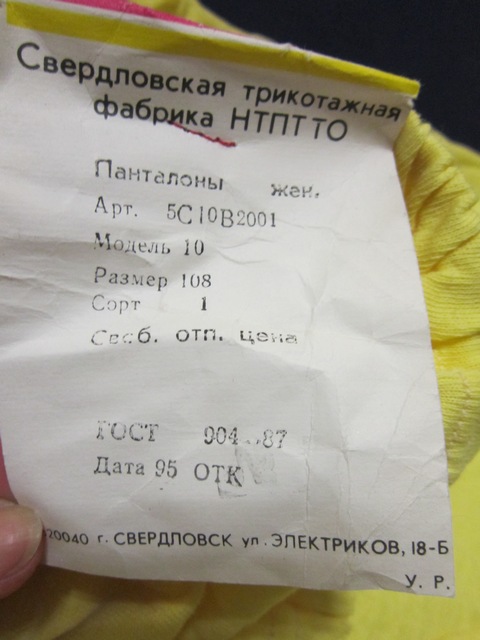 Свердловская трикотажная
фабрика НТПТТО
Панталоны жен.
Арт. 5С10В2001
Модель 10
Размер 108
Сорт 1
отп. цена
ГОСТ
Дата 95 ОТК
г. СВЕРДЛОВСК ул. ЭЛЕКТРИКОВ, 18-Б
У. Р.